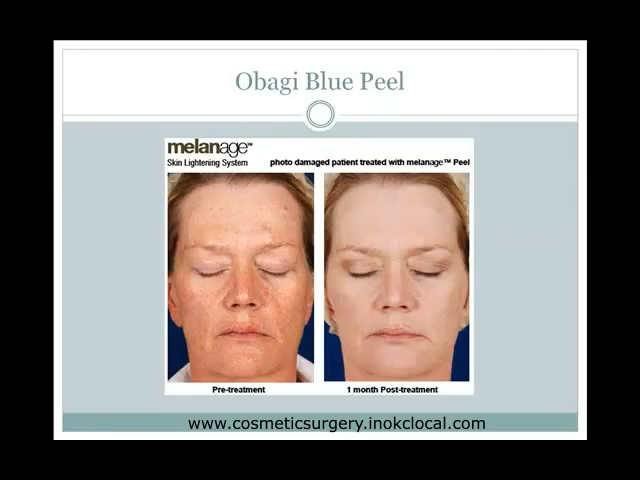 Obagi Blue Peel
melanage™
Skin Lightening System
photo damaged patient treated with melanage™ Peel
Pre-treatment
1 month Post-treatment
www.cosmeticsurgery.inokclocal.com